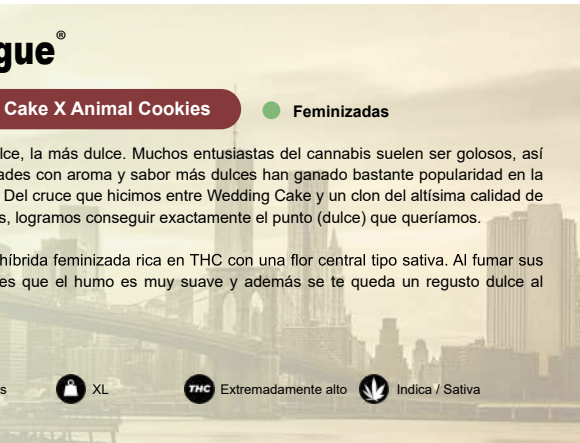 gue®
Cake X Animal Cookies
Feminizadas
lce, la más dulce. Muchos entusiastas del cannabis suelen ser golosos, así
ades con aroma y sabor más dulces han ganado bastante popularidad en la
Del cruce que hicimos entre Wedding Cake y un clon del altísima calidad de
s, logramos conseguir exactamente el punto (dulce) que queríamos.
híbrida feminizada rica en THC con una flor central tipo sativa. Al fumar sus
es que el humo es muy suave y además se te queda un regusto dulce al
s XL THC Extremadamente alto Indica / Sativa